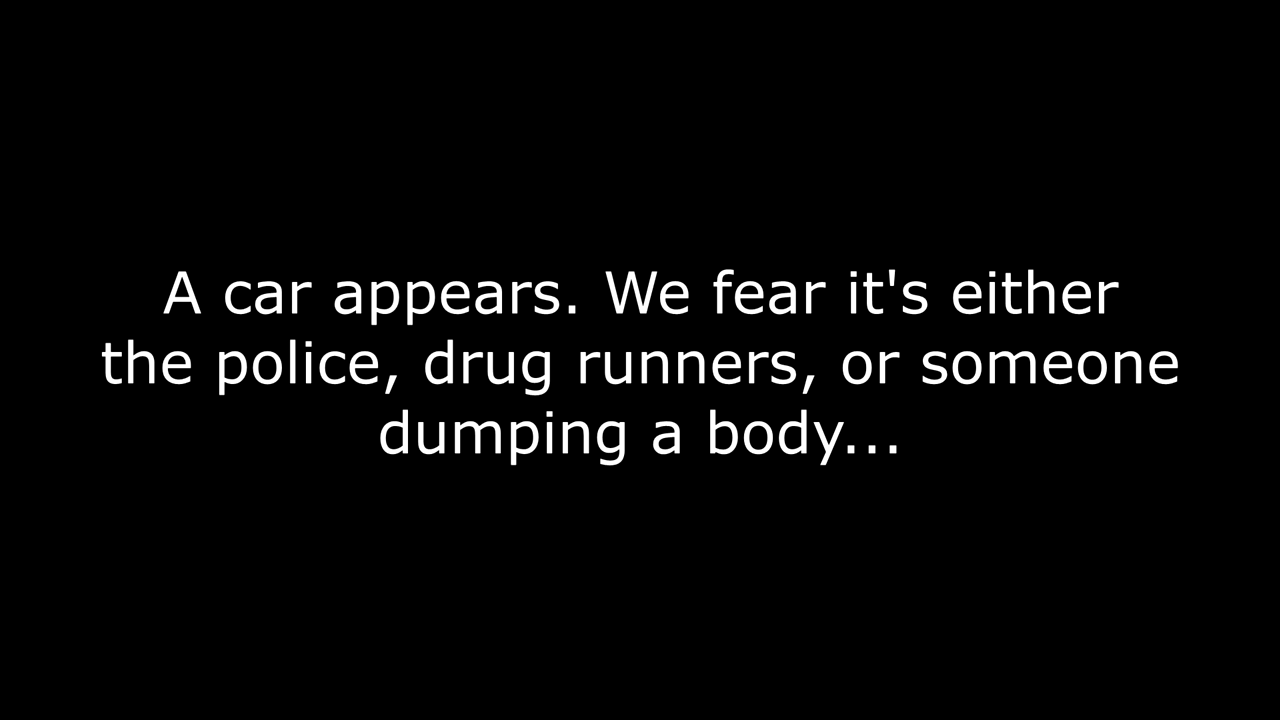 A car appears. We fear it's either
the police, drug runners, or someone
dumping a body...